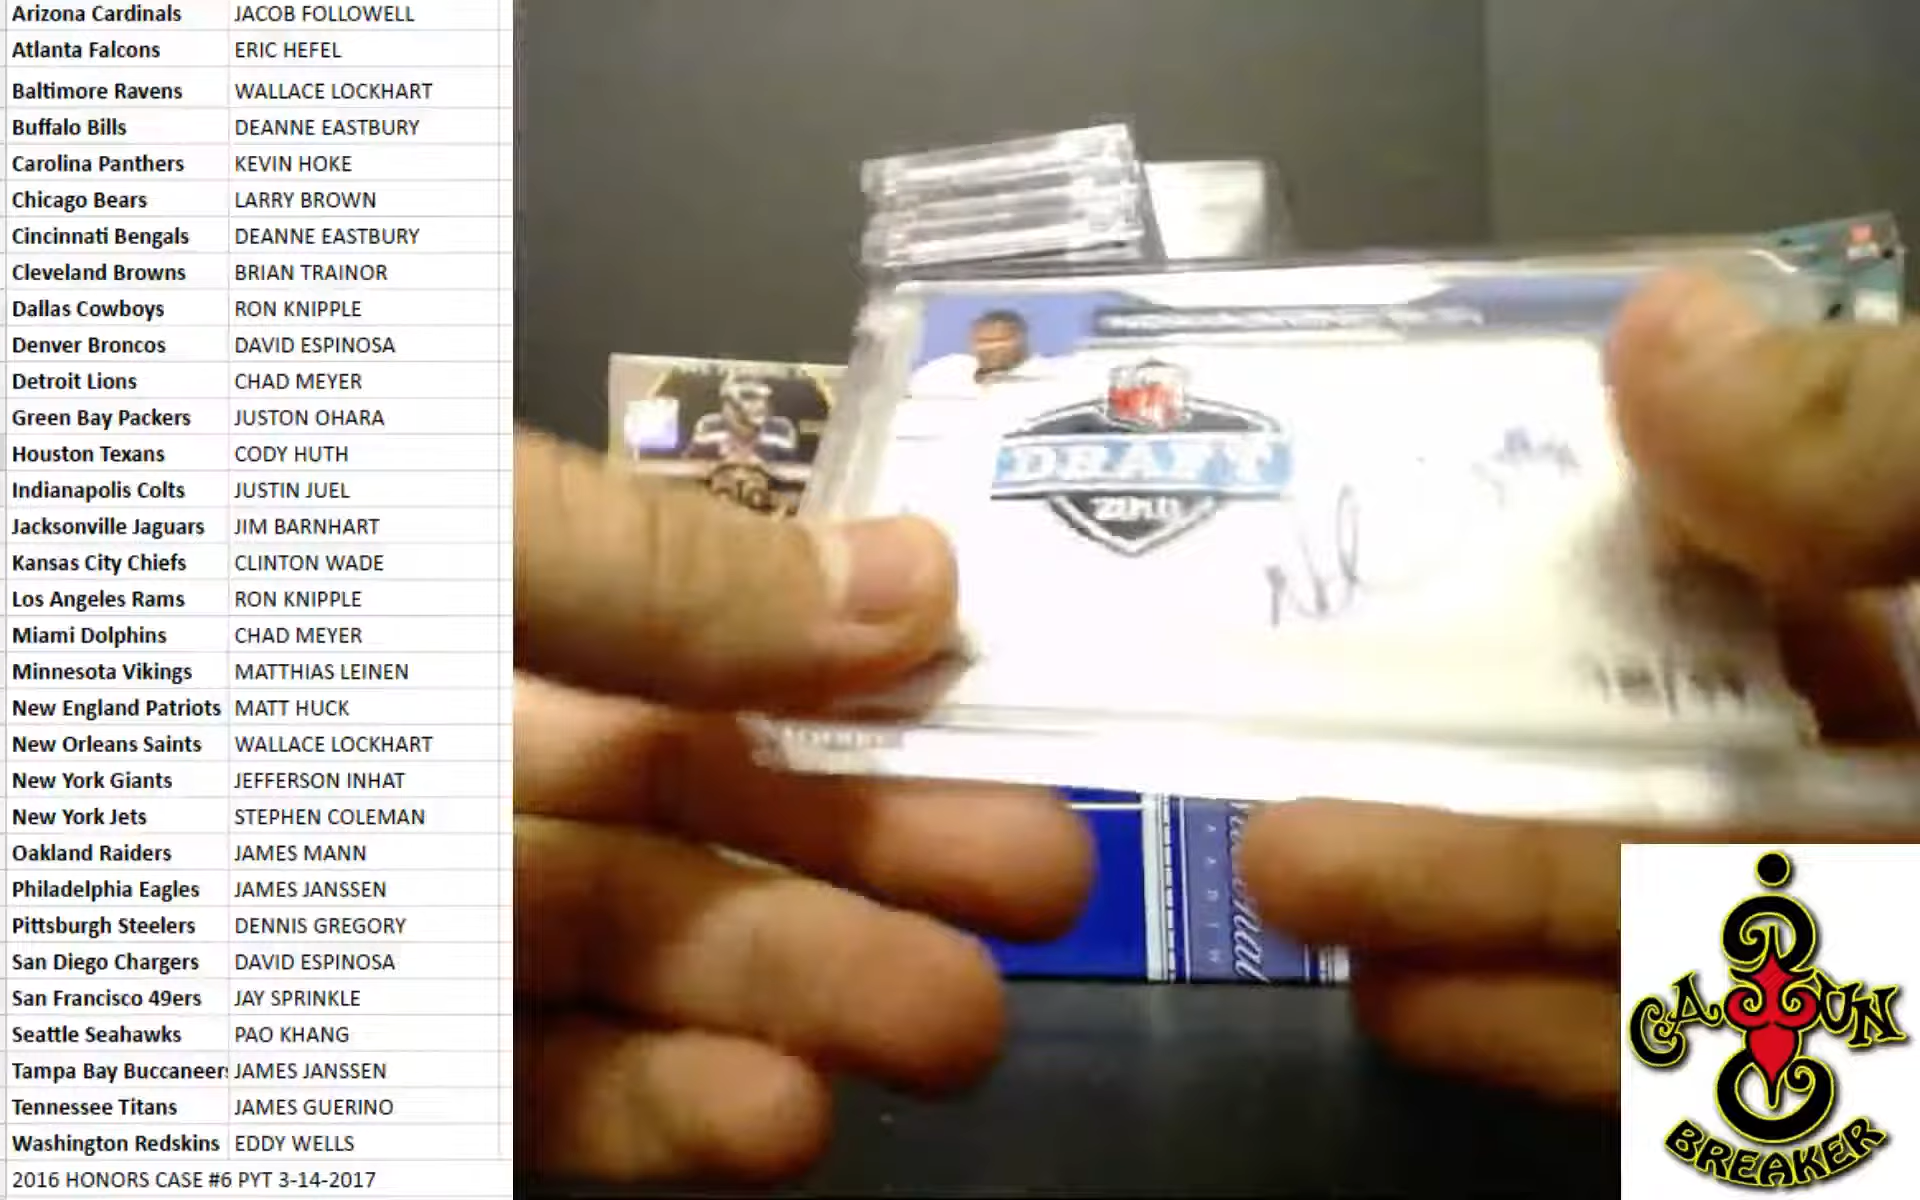 Arizona Cardinals JACOB FOLLOWELL
Atlanta Falcons ERIC HEFEL
Baltimore Ravens WALLACE LOCKHART
Buffalo Bills DEANNE EASTBURY
Carolina Panthers KEVIN HOKE
Chicago Bears LARRY BROWN
Cincinnati Bengals DEANNE EASTBURY
Cleveland Browns BRIAN TRAINOR
Dallas Cowboys RON KNIPPLE
Denver Broncos DAVID ESPINOSA
Detroit Lions CHAD MEYER
Green Bay Packers JUSTON OHARA
Houston Texans CODY HUTH
Indianapolis Colts JUSTIN JUEL
Jacksonville Jaguars JIM BARNHART
Kansas City Chiefs CLINTON WADE
Los Angeles Rams RON KNIPPLE
Miami Dolphins CHAD MEYER
Minnesota Vikings MATTHIAS LEINEN
New England Patriots MATT HUCK
New Orleans Saints WALLACE LOCKHART
New York Giants JEFFERSON INHAT
New York Jets STEPHEN COLEMAN
Oakland Raiders JAMES MANN
Philadelphia Eagles JAMES JANSSEN
Pittsburgh Steelers DENNIS GREGORY
San Diego Chargers DAVID ESPINOSA
San Francisco 49ers JAY SPRINKLE
Seattle Seahawks PAO KHANG
Tampa Bay Buccaneers JAMES JANSSEN
Tennessee Titans JAMES GUERINO
Washington Redskins EDDY WELLS
2016 HONORS CASE #6 PYT 3-14-2017
DRAFT
CAJUN
BREAKER